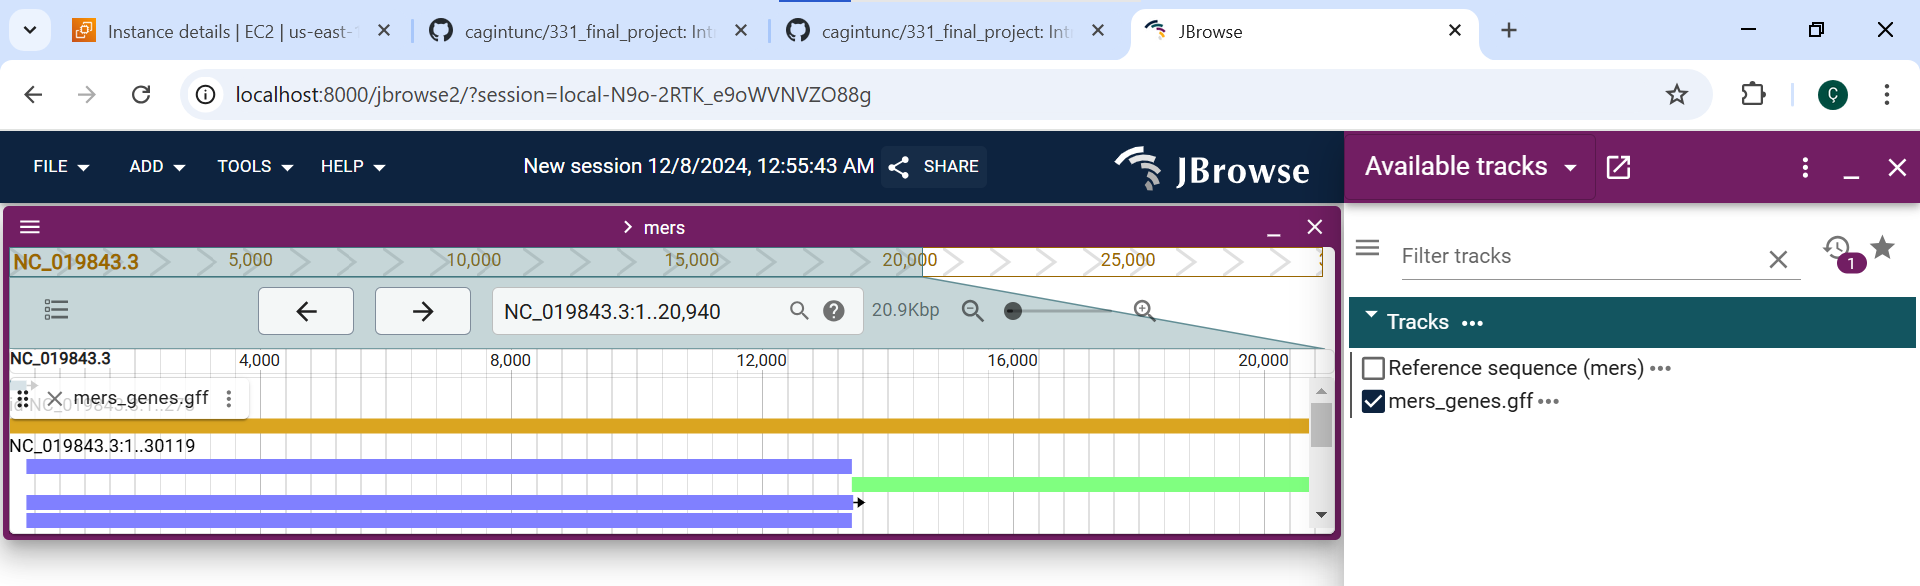 Instance details | EC2 | us-east-1
cagintunc/331_final_project: Int
cagintunc/331_final_project: Int
JBrowse
localhost:8000/jbrowse2/?session=local-N9o-2RTK_e9oWVNVZO88g
Ç
FILE ADD TOOLS HELP New session 12/8/2024, 12:55:43 AM SHARE JBrowse
Available tracks
mers
NC_019843.3 5,000 10,000 15,000 20,000 25,000
Filter tracks
1
NC_019843.3:1..20,940 20.9Kbp
Tracks
NC_019843.3 4,000 8,000 12,000 16,000 20,000
Reference sequence (mers)
mers_genes.gff
mers_genes.gff
NC_019843.3:1..30119